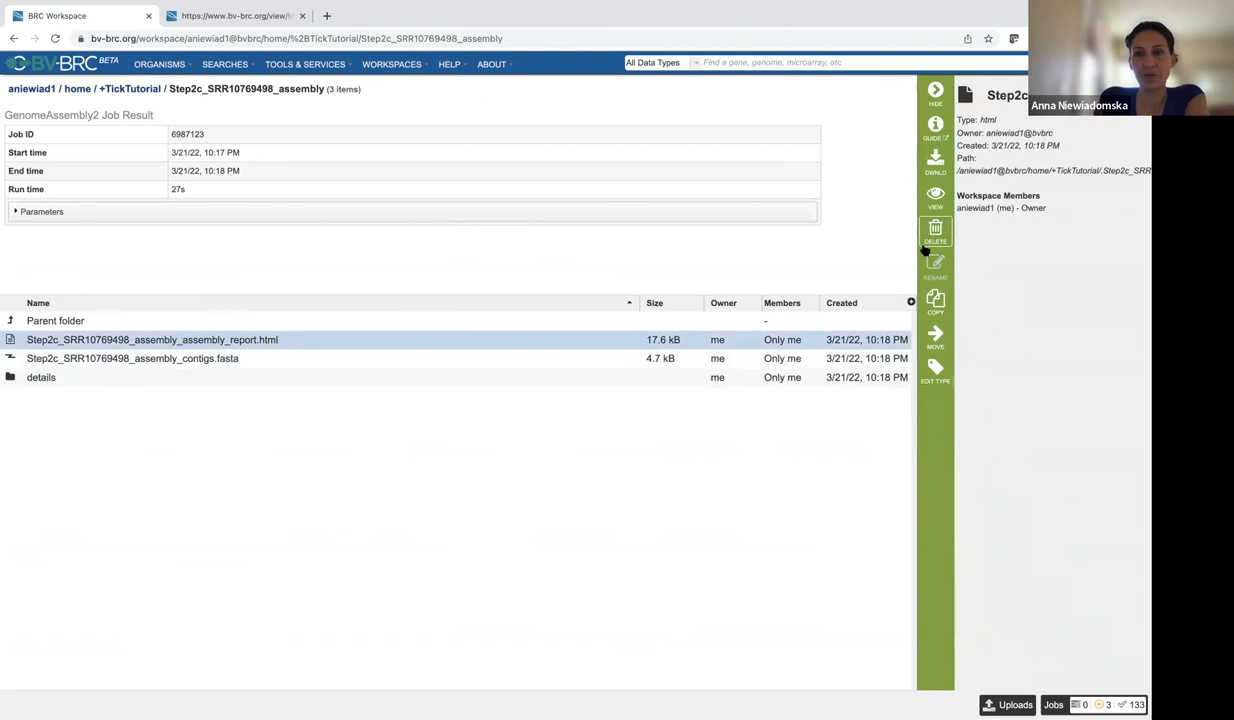 BRC Workspace
https://www.bv-brc.org/view/M
bv-brc.org/workspace/aniewiad1@bvbrc/home/%2BTickTutorial/Step2c_SRR10769498_assembly
BV-BRC BETA ORGANISMS SEARCHES TOOLS & SERVICES WORKSPACES HELP ABOUT All Data Types Find a gene, genome, microarray, etc
aniewiad1 / home / +TickTutorial / Step2c_SRR10769498_assembly (3 items)
GenomeAssembly2 Job Result
Job ID 6987123
Start time 3/21/22, 10:17 PM
End time 3/21/22, 10:18 PM
Run time 27s
Parameters
Name Size Owner Members Created
Parent folder -
Step2c_SRR10769498_assembly_assembly_report.html 17.6 kB me Only me 3/21/22, 10:18 PM
Step2c_SRR10769498_assembly_contigs.fasta 4.7 kB me Only me 3/21/22, 10:18 PM
details me Only me 3/21/22, 10:18 PM
HIDE
GUIDE
DWNLD
VIEW
DELETE
RENAME
COPY
MOVE
EDIT TYPE
Step2c
Anna Niewiadomska
Type: html
Owner: aniewiad1@bvbrc
Created: 3/21/22, 10:18 PM
Path:
/aniewiad1@bvbrc/home/+TickTutorial/.Step2c_SRR
Workspace Members
aniewiad1 (me) - Owner
Uploads Jobs 0 3 133